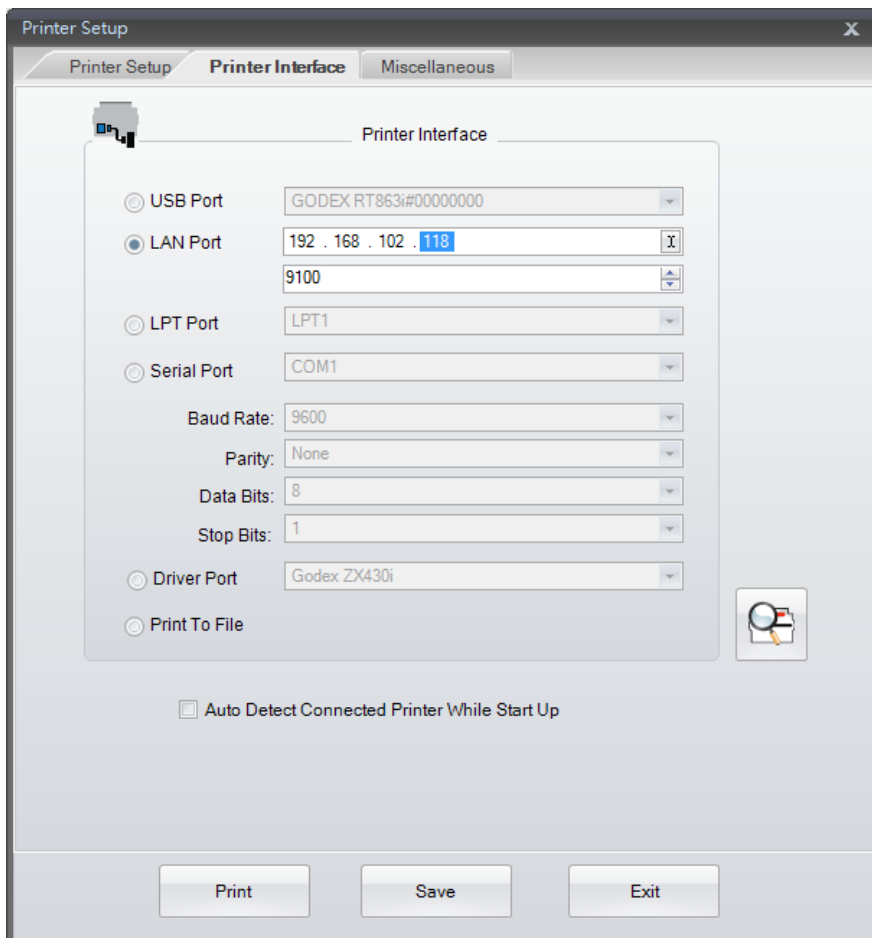 Printer Setup X
Printer Setup Printer Interface Miscellaneous
Printer Interface
USB Port GODEX RT863i#00000000
LAN Port 192 . 168 . 102 . 118
9100
LPT Port LPT1
Serial Port COM1
Baud Rate: 9600
Parity: None
Data Bits: 8
Stop Bits: 1
Driver Port Godex ZX430i
Print To File
Auto Detect Connected Printer While Start Up
Print Save Exit